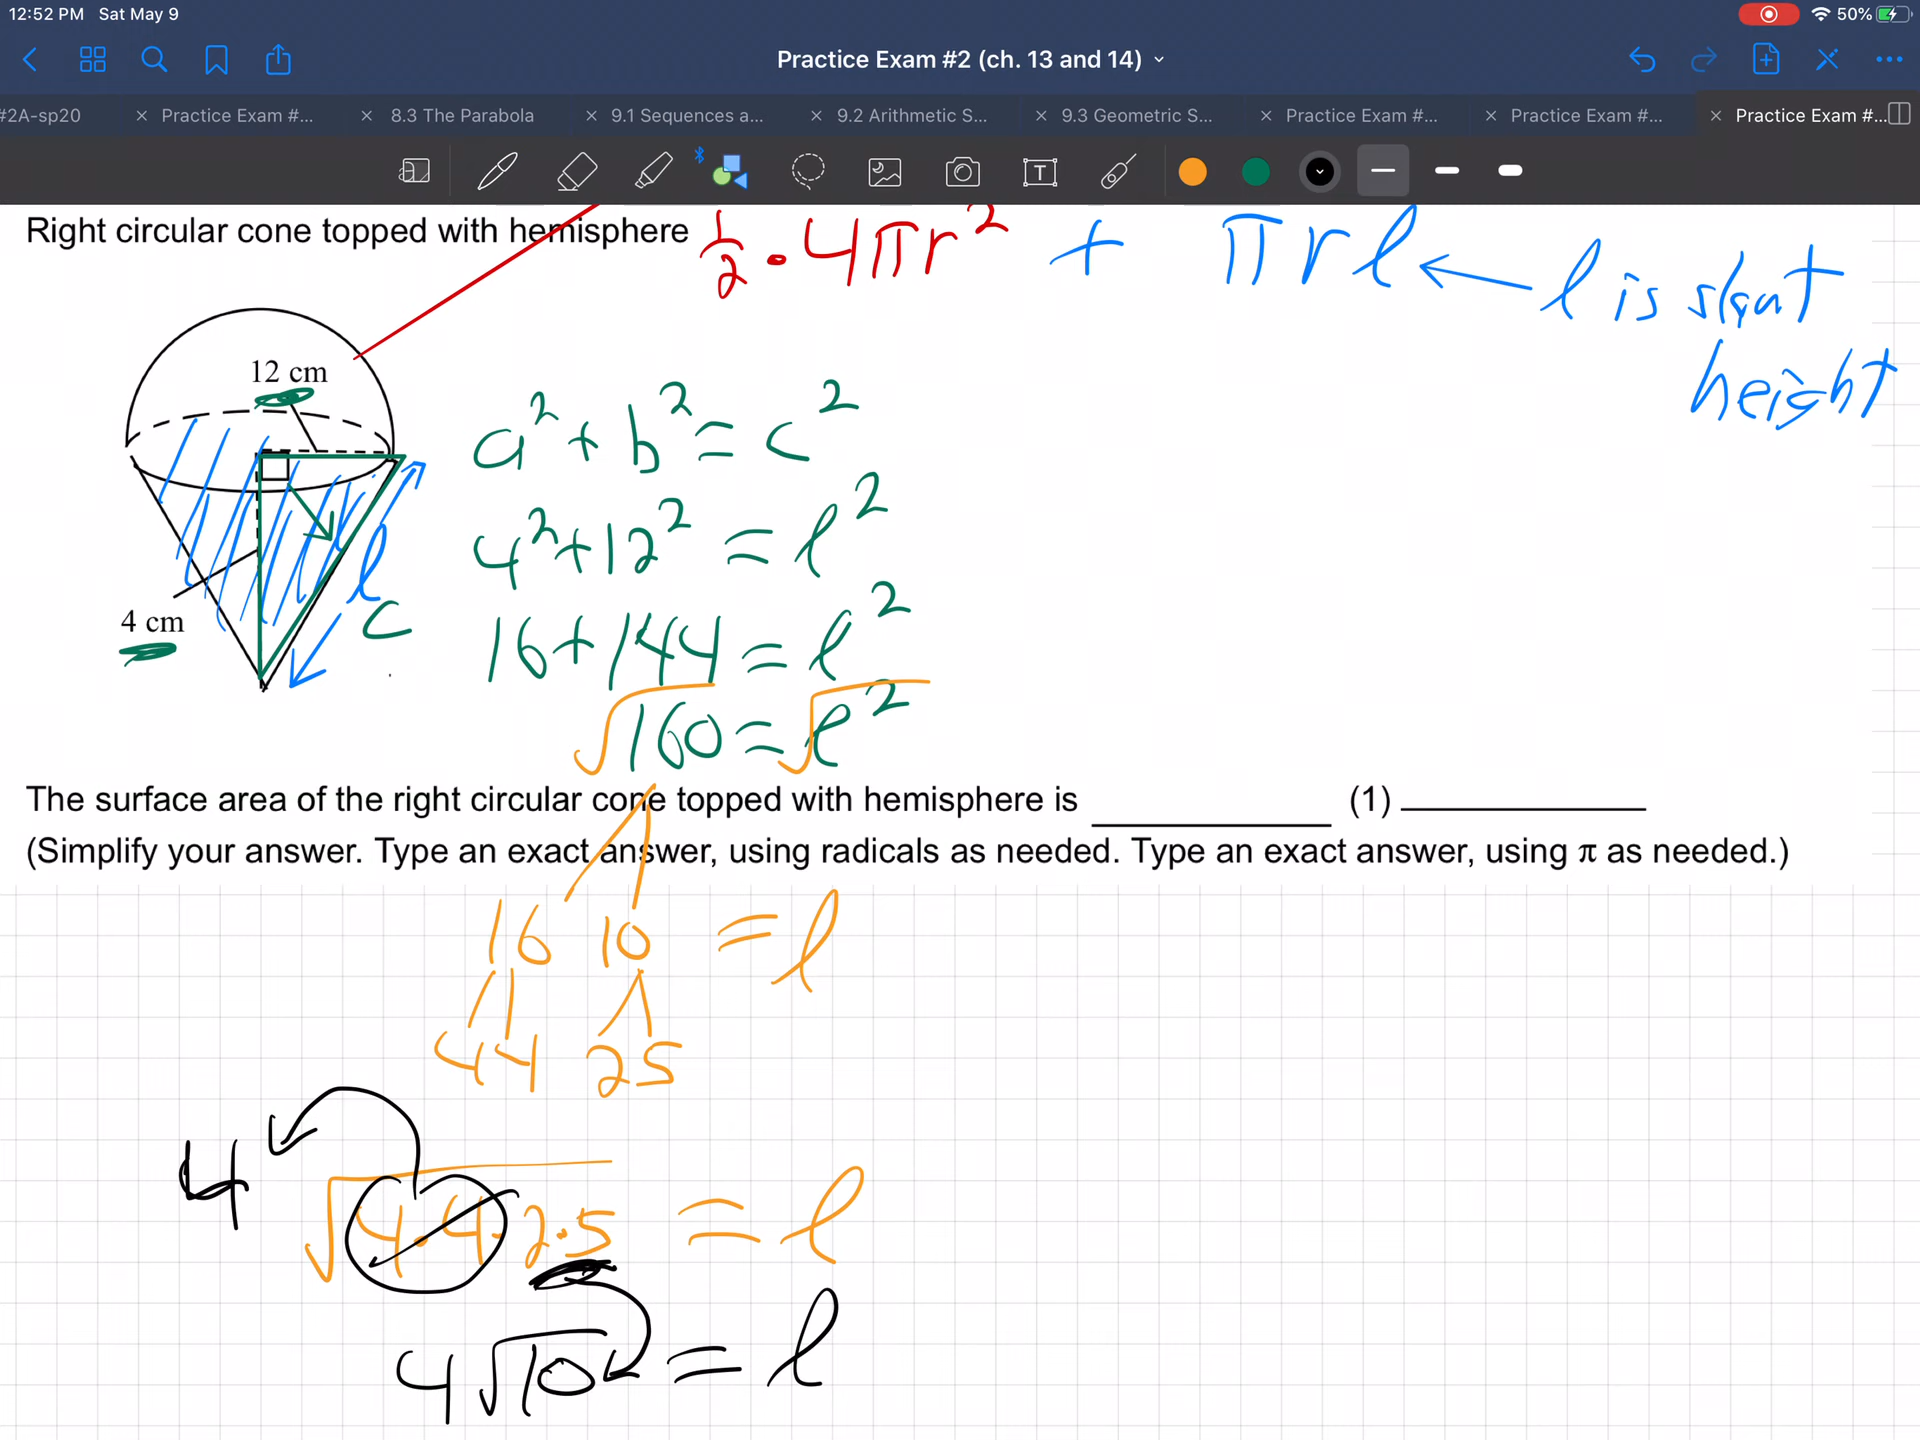 12:52 PM Sat May 9
50%
Practice Exam #2 (ch. 13 and 14)
#2A-sp20 × Practice Exam #... × 8.3 The Parabola × 9.1 Sequences a... × 9.2 Arithmetic S... × 9.3 Geometric S... × Practice Exam #... × Practice Exam #... × Practice Exam #...
T
Right circular cone topped with hemisphere
1/2 · 4πr² + πrl ← l is slant
height
12 cm
4 cm
l
c
a² + b² = c²
4² + 12² = l²
16 + 144 = l²
√160 = √l²
The surface area of the right circular cone topped with hemisphere is ____________ (1) ____________
(Simplify your answer. Type an exact answer, using radicals as needed. Type an exact answer, using π as needed.)
16 10 = l
4 4 2 5
4 √4·4·2·5 = l
4√10 = l